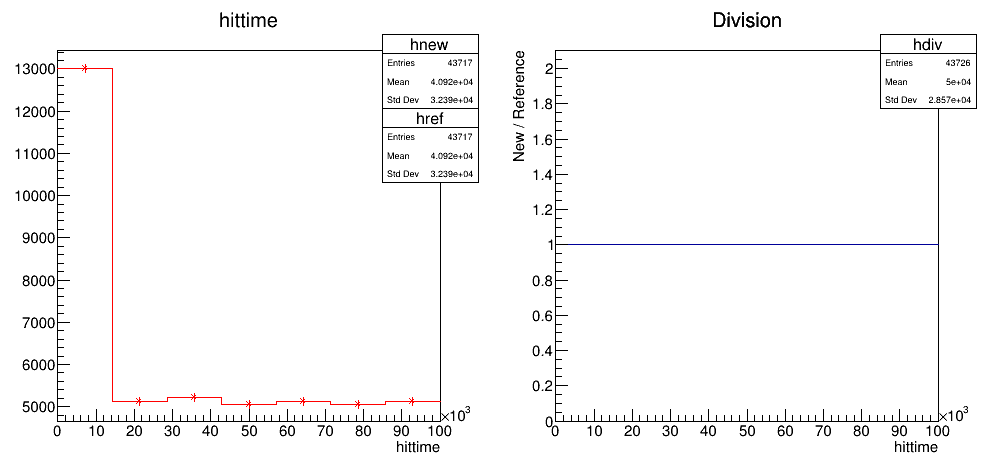 hittime
hnew
Entries 43717
Mean 4.092e+04
Std Dev 3.239e+04
href
Entries 43717
Mean 4.092e+04
Std Dev 3.239e+04
13000
12000
11000
10000
9000
8000
7000
6000
5000
0 10 20 30 40 50 60 70 80 90 100
×10³
hittime
Division
hdiv
Entries 43726
Mean 5e+04
Std Dev 2.857e+04
New / Reference
2
1.8
1.6
1.4
1.2
1
0.8
0.6
0.4
0.2
0
0 10 20 30 40 50 60 70 80 90 100
×10³
hittime